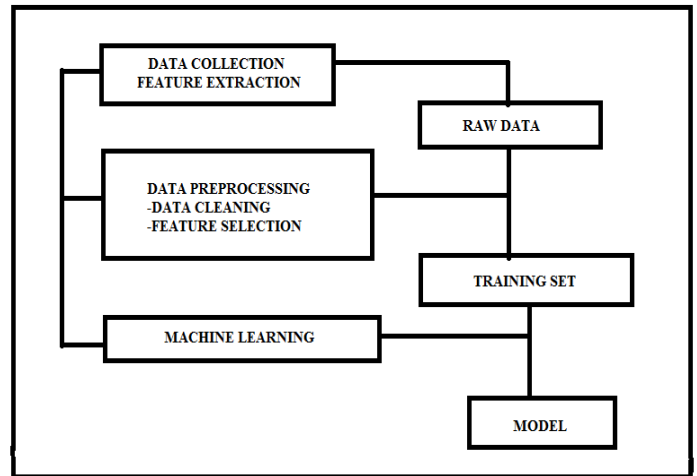 DATA COLLECTION
FEATURE EXTRACTION
RAW DATA
DATA PREPROCESSING
-DATA CLEANING
-FEATURE SELECTION
TRAINING SET
MACHINE LEARNING
MODEL